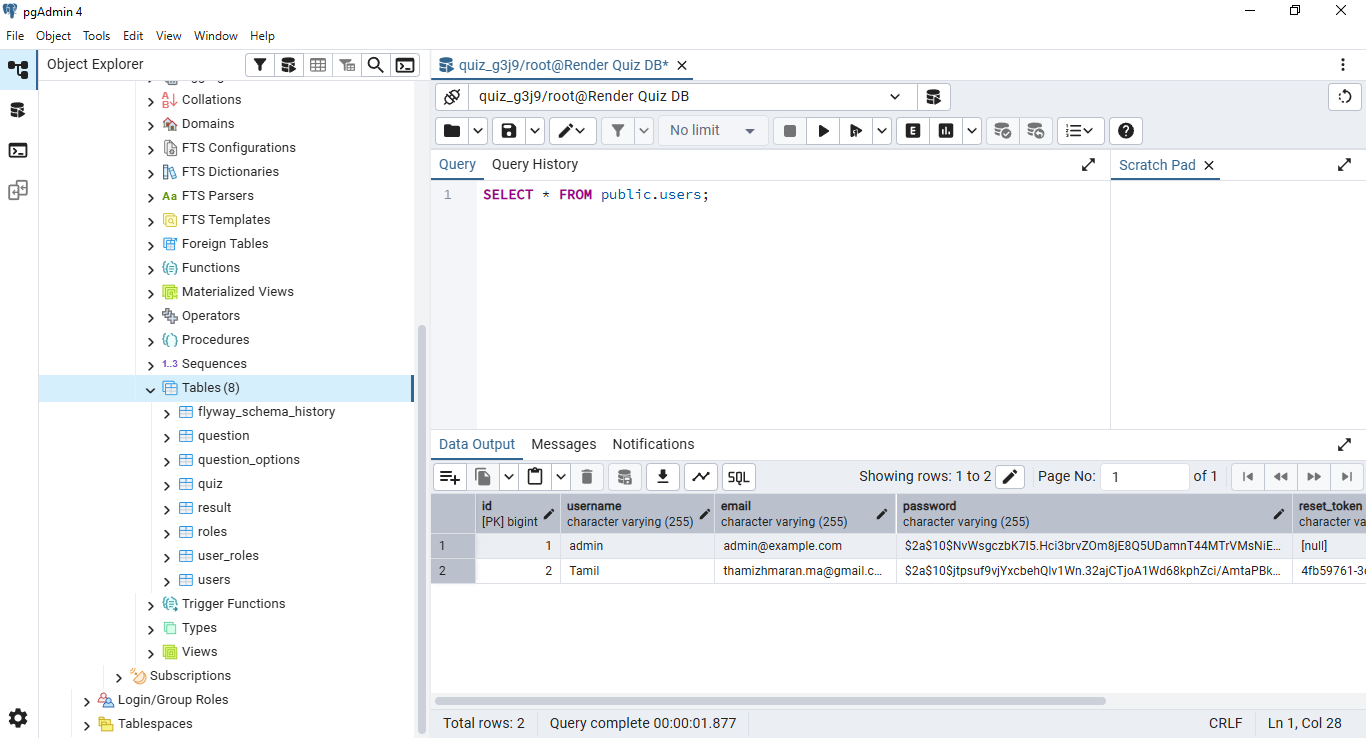 pgAdmin 4
File Object Tools Edit View Window Help
Object Explorer
Collations
Domains
FTS Configurations
FTS Dictionaries
Aa FTS Parsers
FTS Templates
Foreign Tables
Functions
Materialized Views
Operators
Procedures
1..3 Sequences
Tables (8)
flyway_schema_history
question
question_options
quiz
result
roles
user_roles
users
Trigger Functions
Types
Views
Subscriptions
Login/Group Roles
Tablespaces
quiz_g3j9/root@Render Quiz DB*
quiz_g3j9/root@Render Quiz DB
No limit
Query Query History
Scratch Pad
1 SELECT * FROM public.users;
Data Output Messages Notifications
SQL Showing rows: 1 to 2 Page No: 1 of 1
id username email password reset_token
[PK] bigint character varying (255) character varying (255) character varying (255) character va
1 1 admin admin@example.com $2a$10$NvWsgczbK7I5.Hci3brvZOm8jE8Q5UDamnT44MTrVMsNiE... [null]
2 2 Tamil thamizhmaran.ma@gmail.c... $2a$10$jtpsuf9vjYxcbehQlv1Wn.32ajCTjoA1Wd68kphZci/AmtaPBk... 4fb59761-3
Total rows: 2 Query complete 00:00:01.877 CRLF Ln 1, Col 28